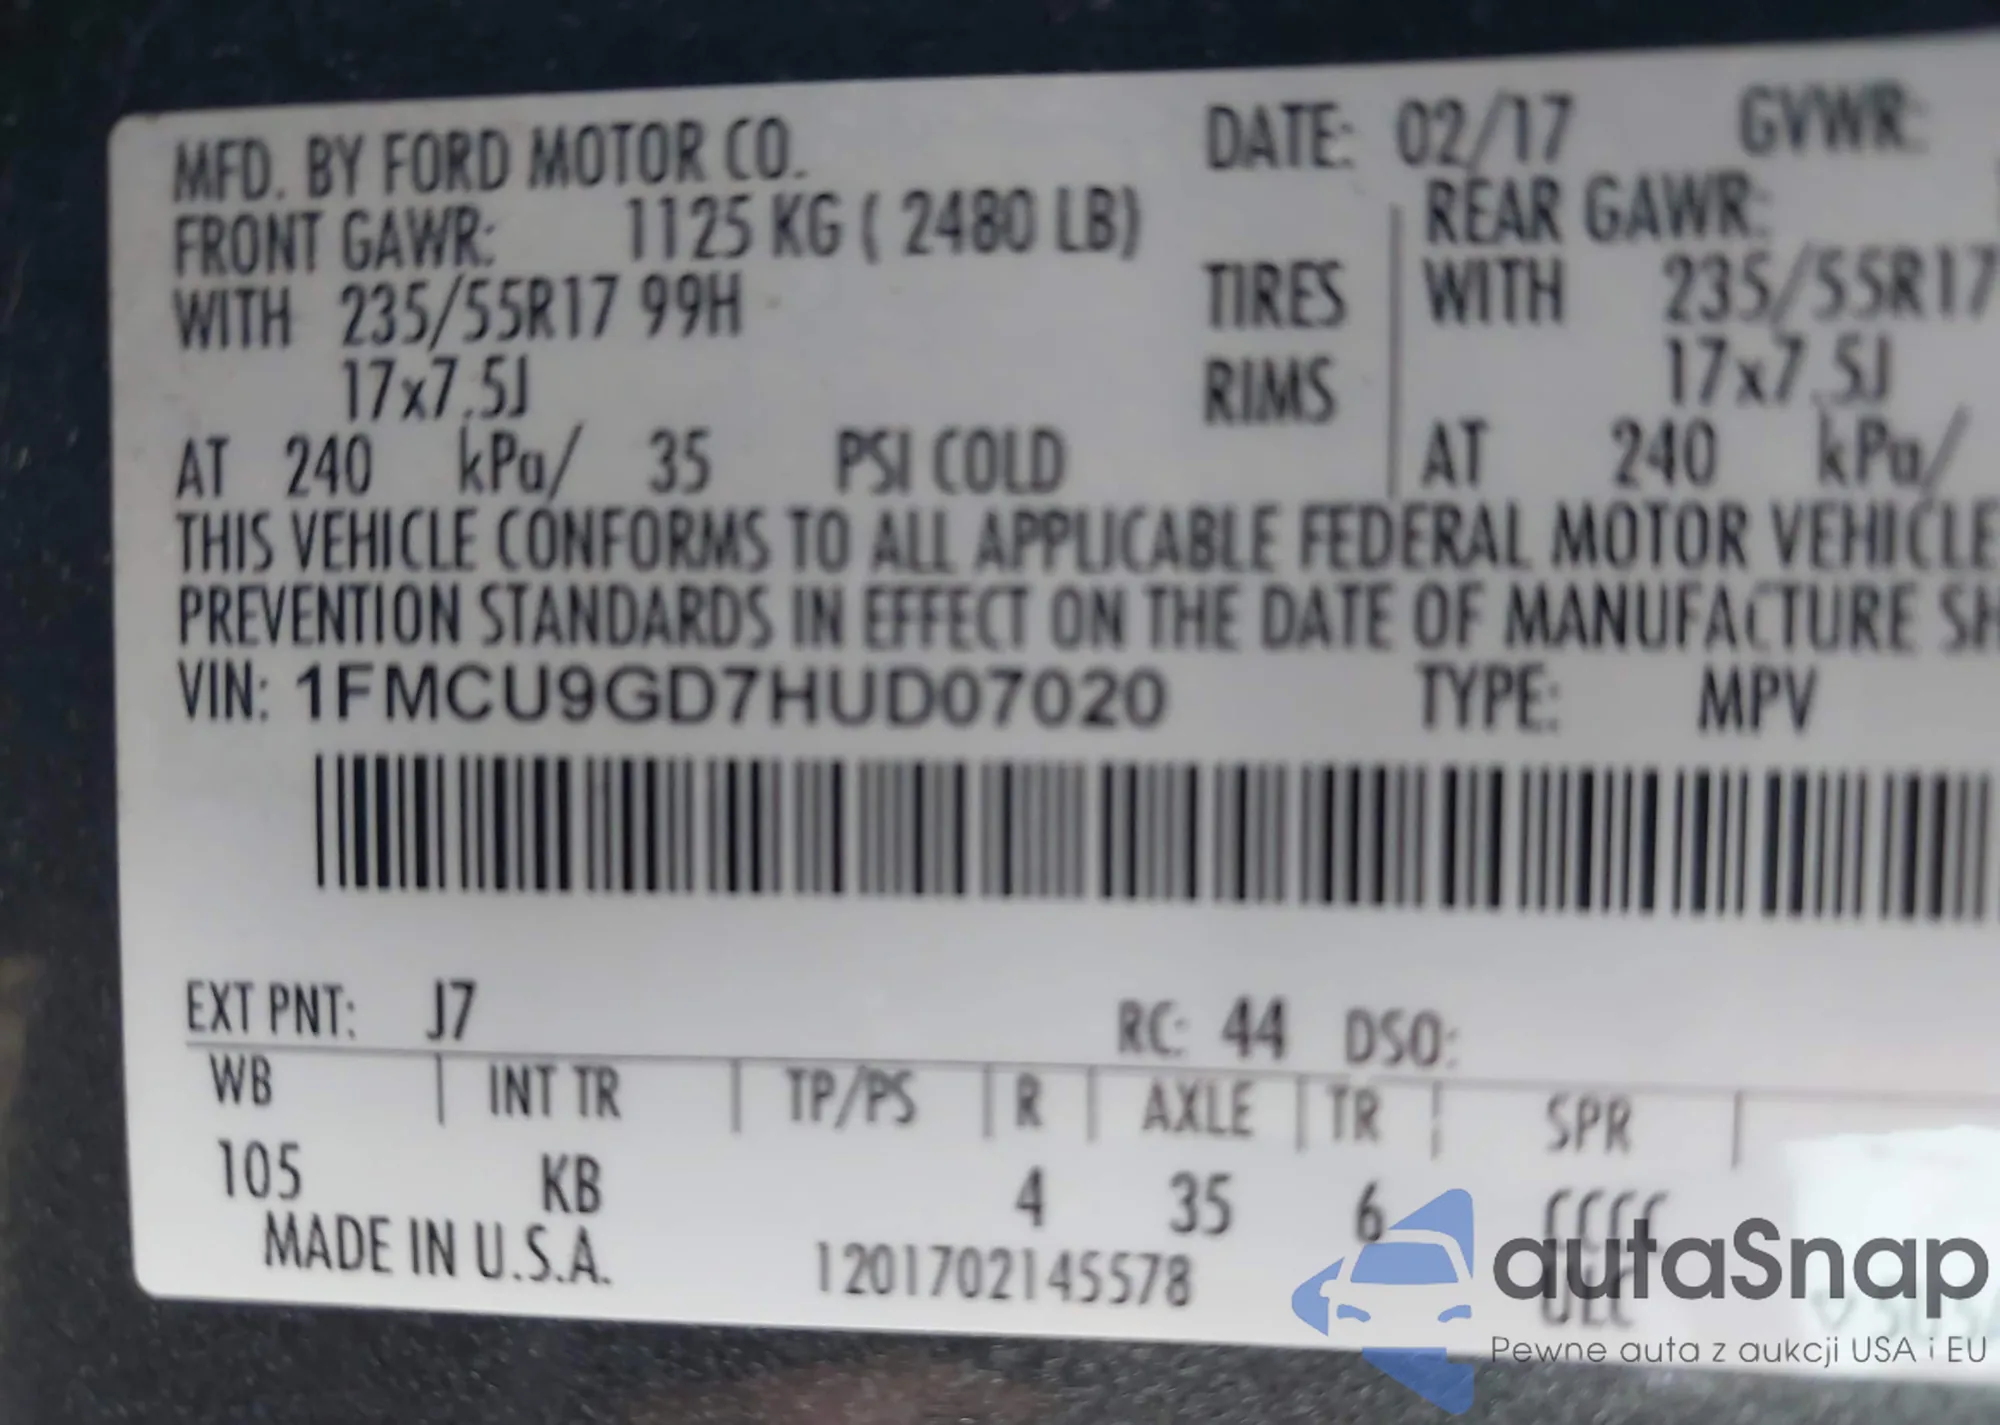 MFD. BY FORD MOTOR CO. DATE: 02/17 GVWR:
FRONT GAWR: 1125 KG ( 2480 LB) REAR GAWR:
WITH 235/55R17 99H TIRES WITH 235/55R17
17x7.5J RIMS 17x7.5J
AT 240 kPa/ 35 PSI COLD AT 240 kPa/
THIS VEHICLE CONFORMS TO ALL APPLICABLE FEDERAL MOTOR VEHICLE
PREVENTION STANDARDS IN EFFECT ON THE DATE OF MANUFACTURE SH
VIN: 1FMCU9GD7HUD07020 TYPE: MPV
EXT PNT: J7 RC: 44 DSO:
WB INT TR TP/PS R AXLE TR SPR
105 KB 4 35 6 CCCC
MADE IN U.S.A. 1201702145578
autaSnap
Pewne auta z aukcji USA i EU